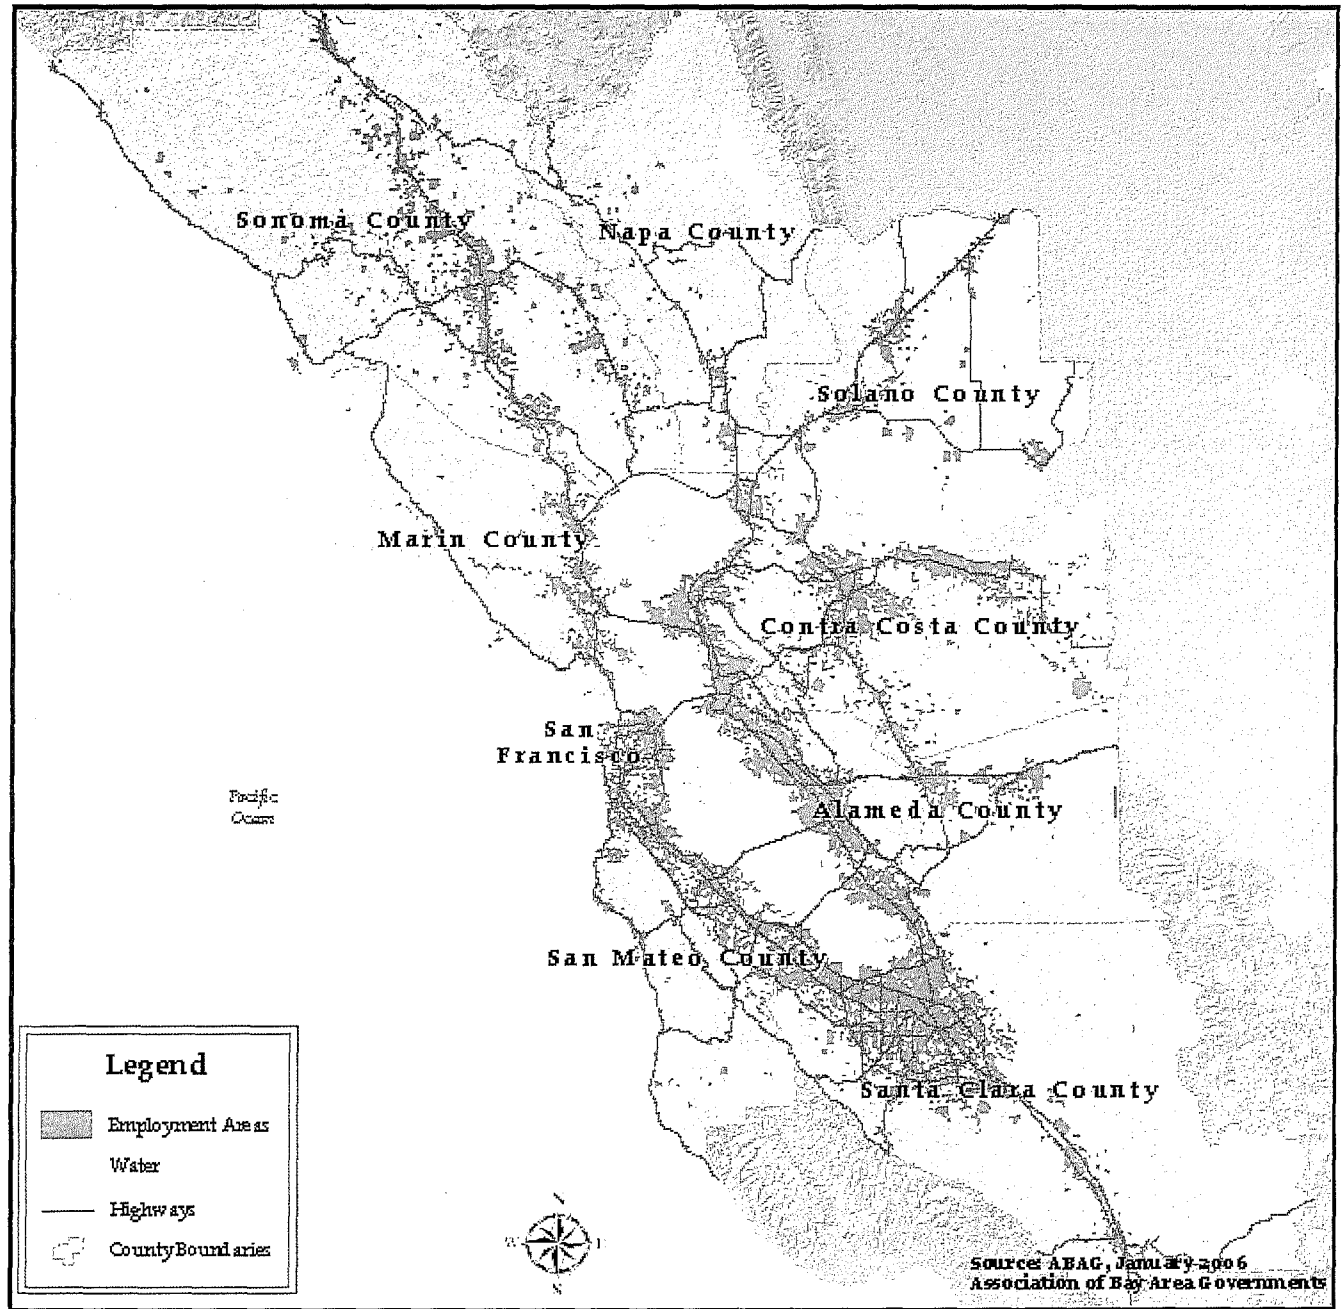 Sonoma County
Napa County
Solano County
Marin County
Contra Costa County
San
Francisco
Pacific
Ocean
Alameda County
San Mateo County
Santa Clara County
Legend
Employment Areas
Water
Highways
County Boundaries
N
W
S
Source: ABAG, January 2006
Association of Bay Area Governments